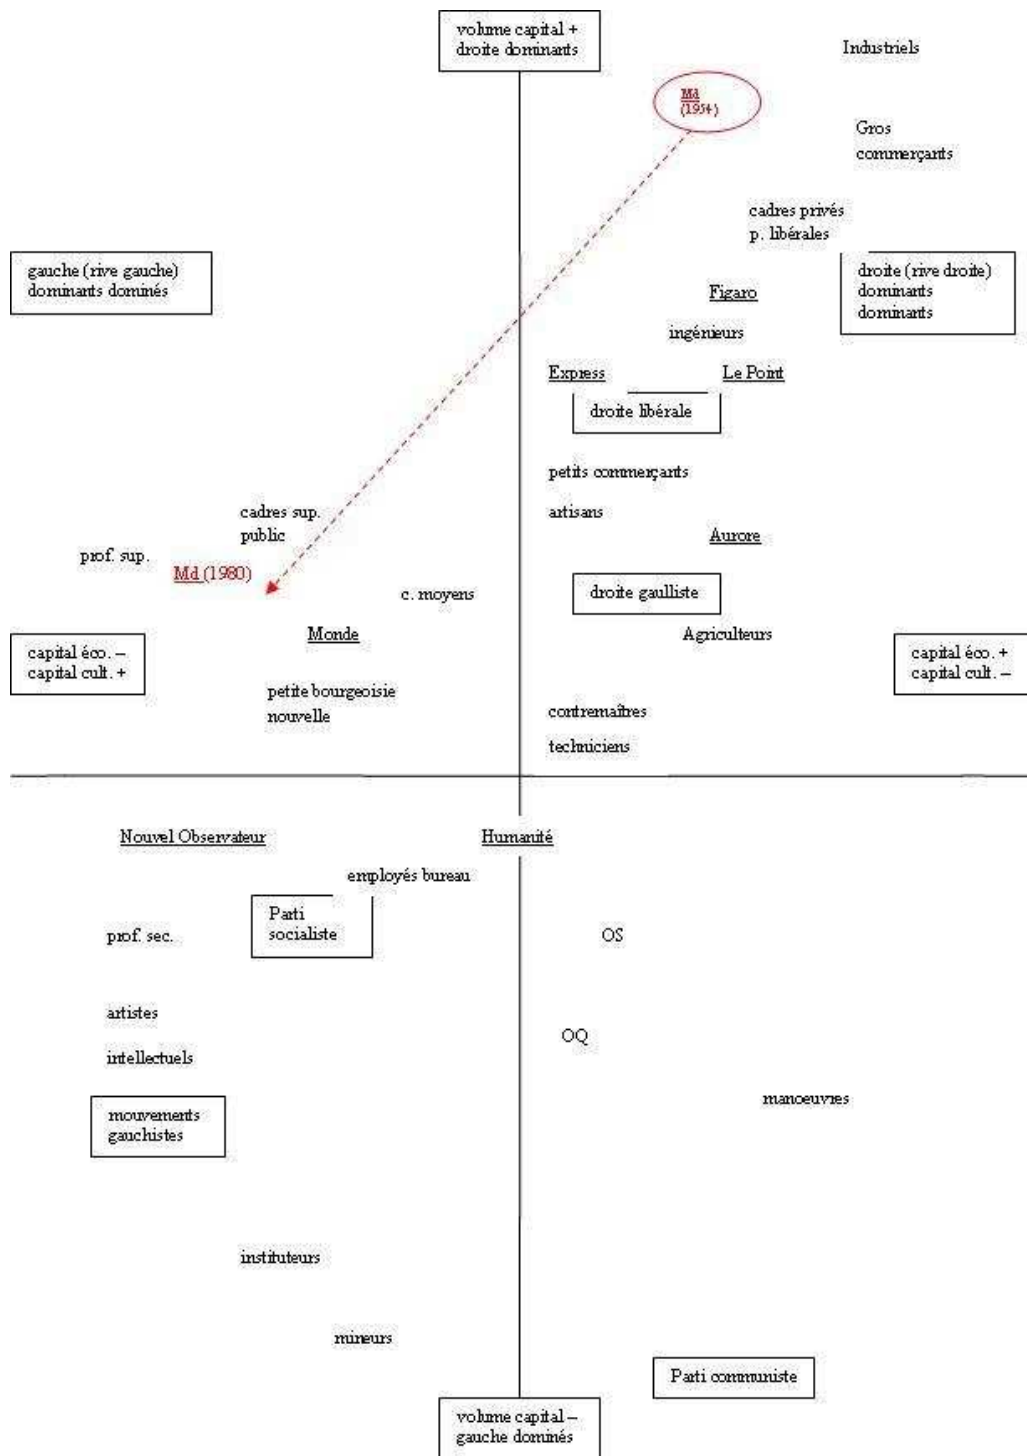 volume capital +
droite dominants
Industriels
Md
(1954)
Gros
commerçants
cadres privés
p. libérales
gauche (rive gauche)
dominants dominés
droite (rive droite)
dominants
dominants
Figaro
ingénieurs
Express
Le Point
droite libérale
petits commerçants
cadres sup.
public
artisans
Aurore
prof. sup.
Md (1980)
c. moyens
droite gaulliste
Monde
Agriculteurs
capital éco. –
capital cult. +
capital éco. +
capital cult. –
petite bourgeoisie
nouvelle
contremaîtres
techniciens
Nouvel Observateur
Humanité
employés bureau
Parti
socialiste
prof. sec.
OS
artistes
OQ
intellectuels
manoeuvres
mouvements
gauchistes
instituteurs
mineurs
Parti communiste
volume capital –
gauche dominés